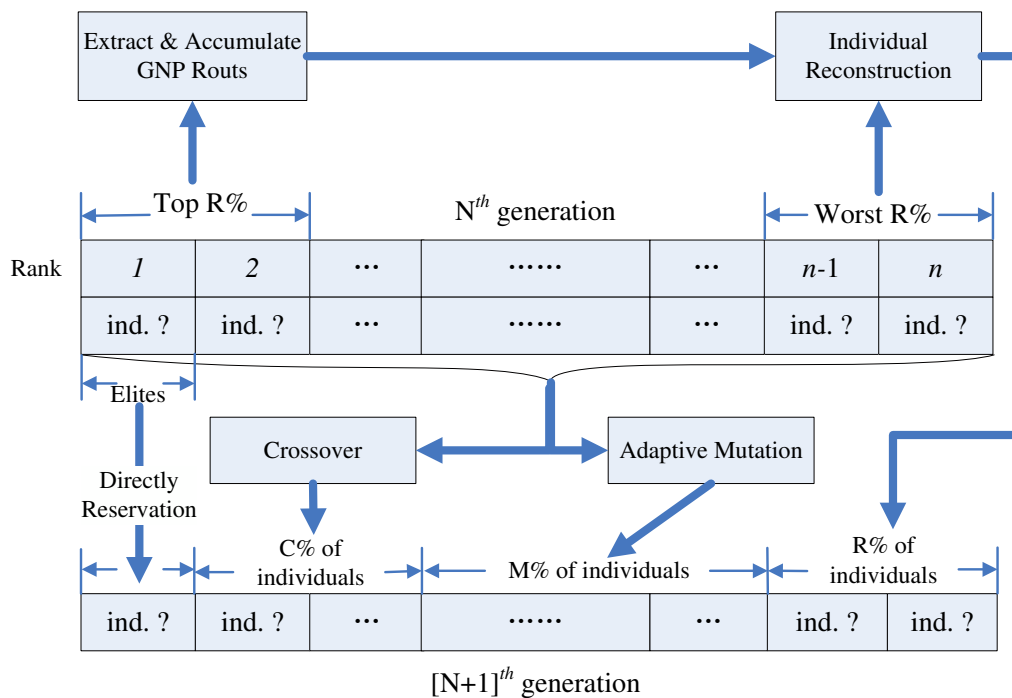 Extract & Accumulate
GNP Routs
Individual
Reconstruction
Top R%
Nth generation
Worst R%
Rank
1
2
...
......
...
n-1
n
ind. ?
ind. ?
...
......
...
ind. ?
ind. ?
Elites
Crossover
Adaptive Mutation
Directly
Reservation
C% of
individuals
M% of individuals
R% of
individuals
ind. ?
ind. ?
...
......
...
ind. ?
ind. ?
[N+1]th generation